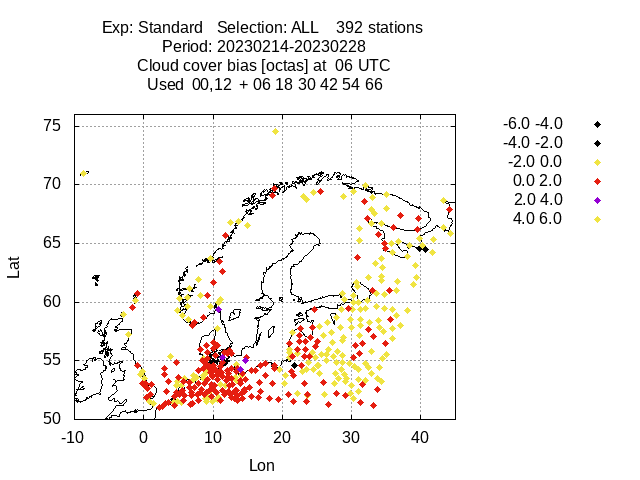 Exp: Standard Selection: ALL 392 stations
Period: 20230214-20230228
Cloud cover bias [octas] at 06 UTC
Used 00,12 + 06 18 30 42 54 66
75
70
65
60
55
50
-10 0 10 20 30 40
Lat
Lon
-6.0 -4.0
-4.0 -2.0
-2.0 0.0
0.0 2.0
2.0 4.0
4.0 6.0